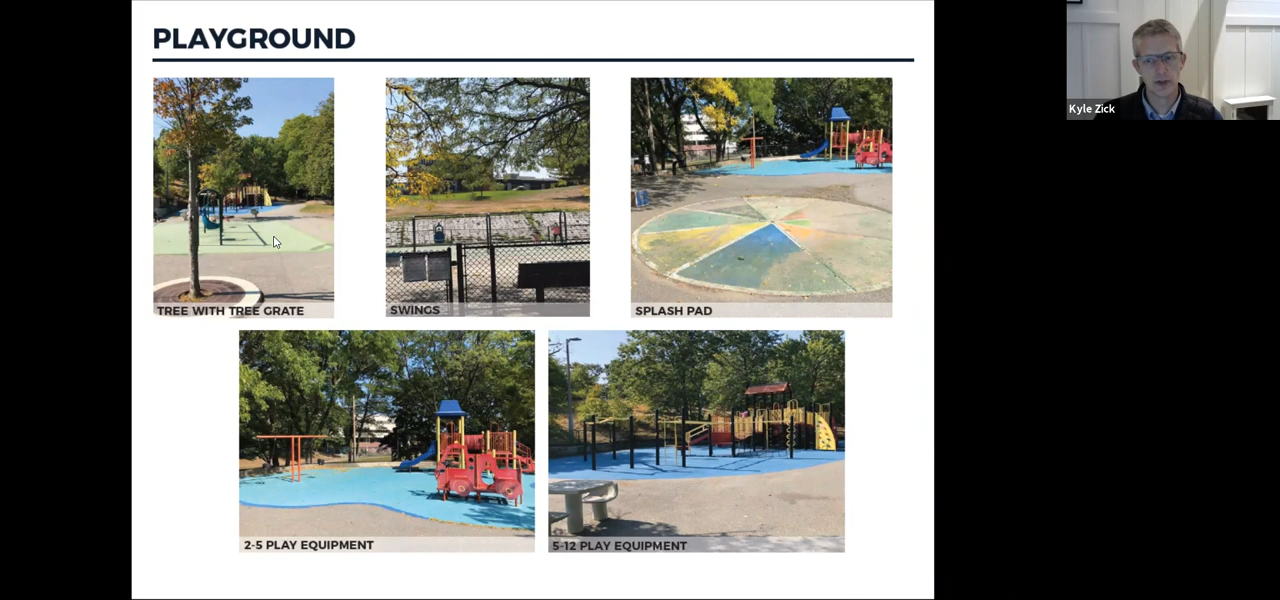 PLAYGROUND
Kyle Zick
TREE WITH TREE GRATE
SWINGS
SPLASH PAD
2-5 PLAY EQUIPMENT
5-12 PLAY EQUIPMENT